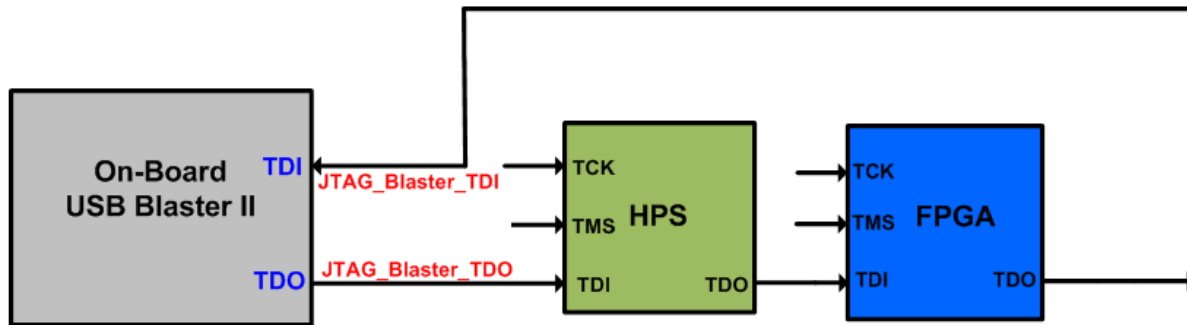 On-Board
USB Blaster II
TDI
JTAG_Blaster_TDI
TDO
JTAG_Blaster_TDO
TCK
TMS
HPS
TDI
TDO
TCK
TMS
FPGA
TDI
TDO